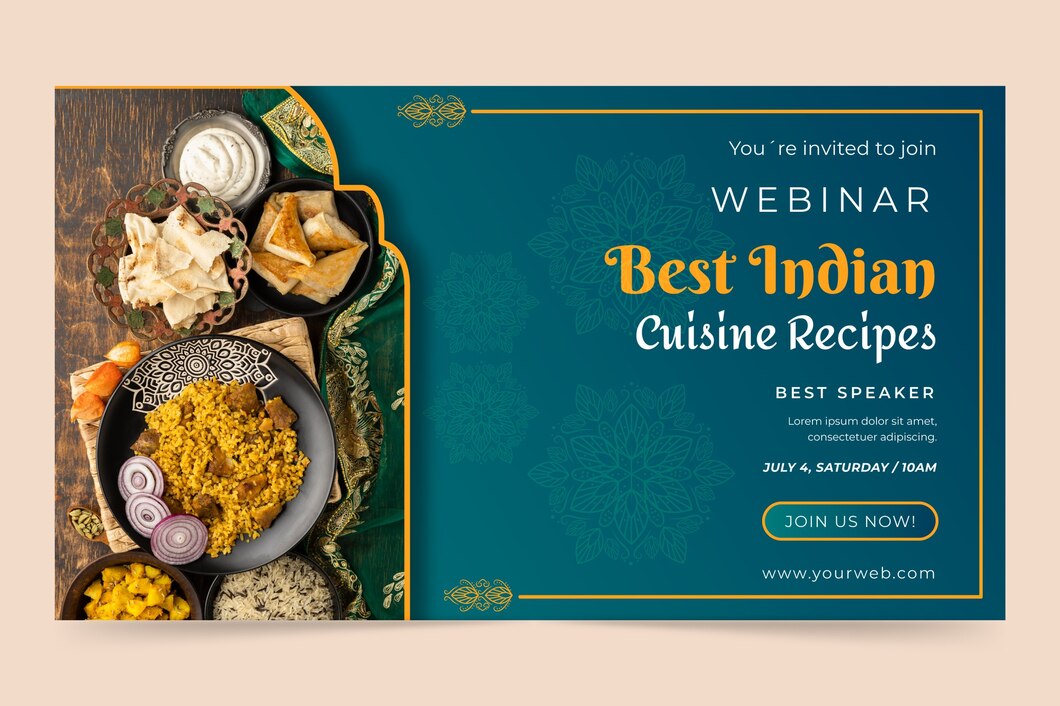 You´re invited to join
WEBINAR
Best Indian
Cuisine Recipes
BEST SPEAKER
Lorem ipsum dolor sit amet,
consectetuer adipiscing.
JULY 4, SATURDAY / 10AM
JOIN US NOW!
www.yourweb.com